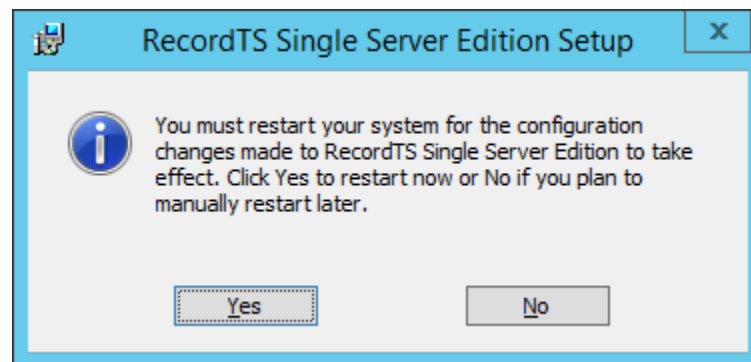 RecordTS Single Server Edition Setup
You must restart your system for the configuration
changes made to RecordTS Single Server Edition to take
effect. Click Yes to restart now or No if you plan to
manually restart later.
Yes
No